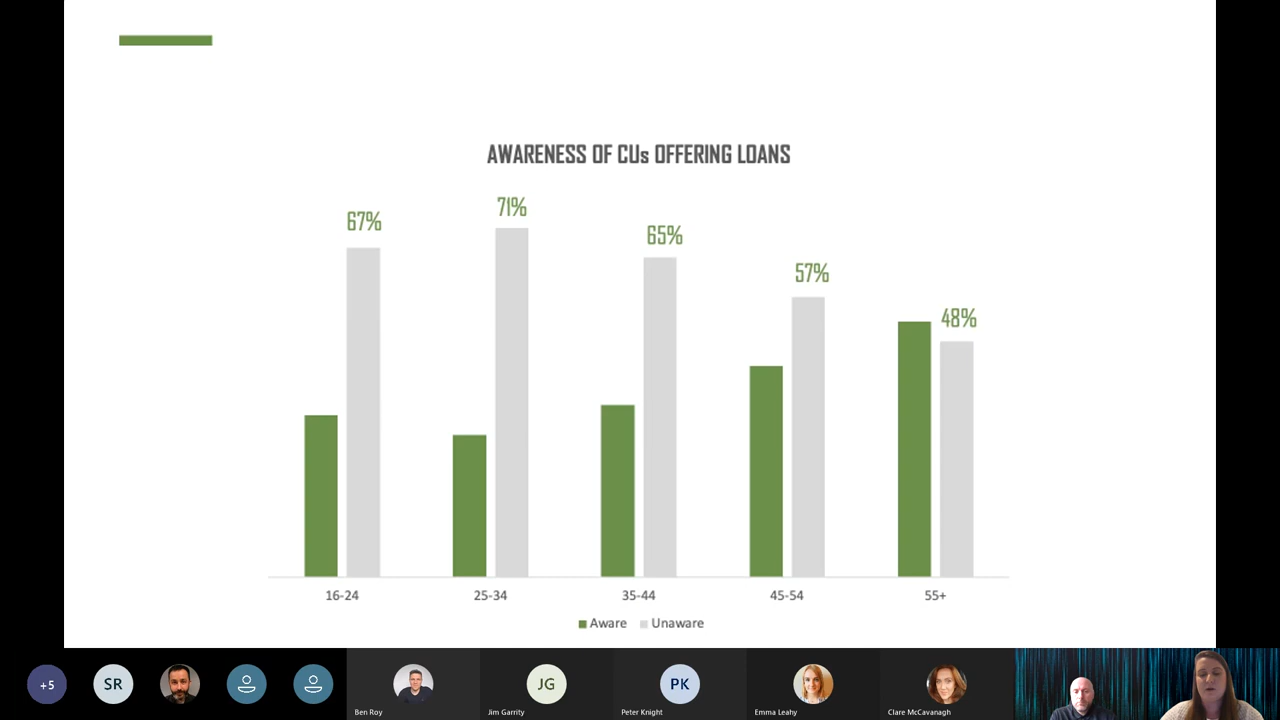 AWARENESS OF CUs OFFERING LOANS
67%
71%
65%
57%
48%
16-24
25-34
35-44
45-54
55+
Aware
Unaware
+5
SR
JG
PK
Ben Roy
Jim Garrity
Peter Knight
Emma Leahy
Clare McCavanagh